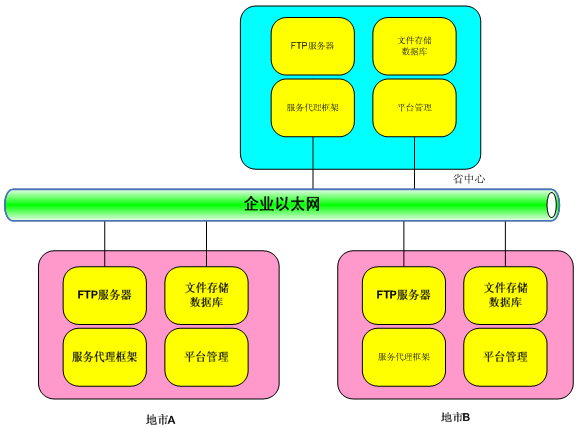 FTP服务器
文件存储
数据库
服务代理框架
平台管理
省中心
企业以太网
FTP服务器
文件存储
数据库
服务代理框架
平台管理
地市A
FTP服务器
文件存储
数据库
服务代理框架
平台管理
地市B